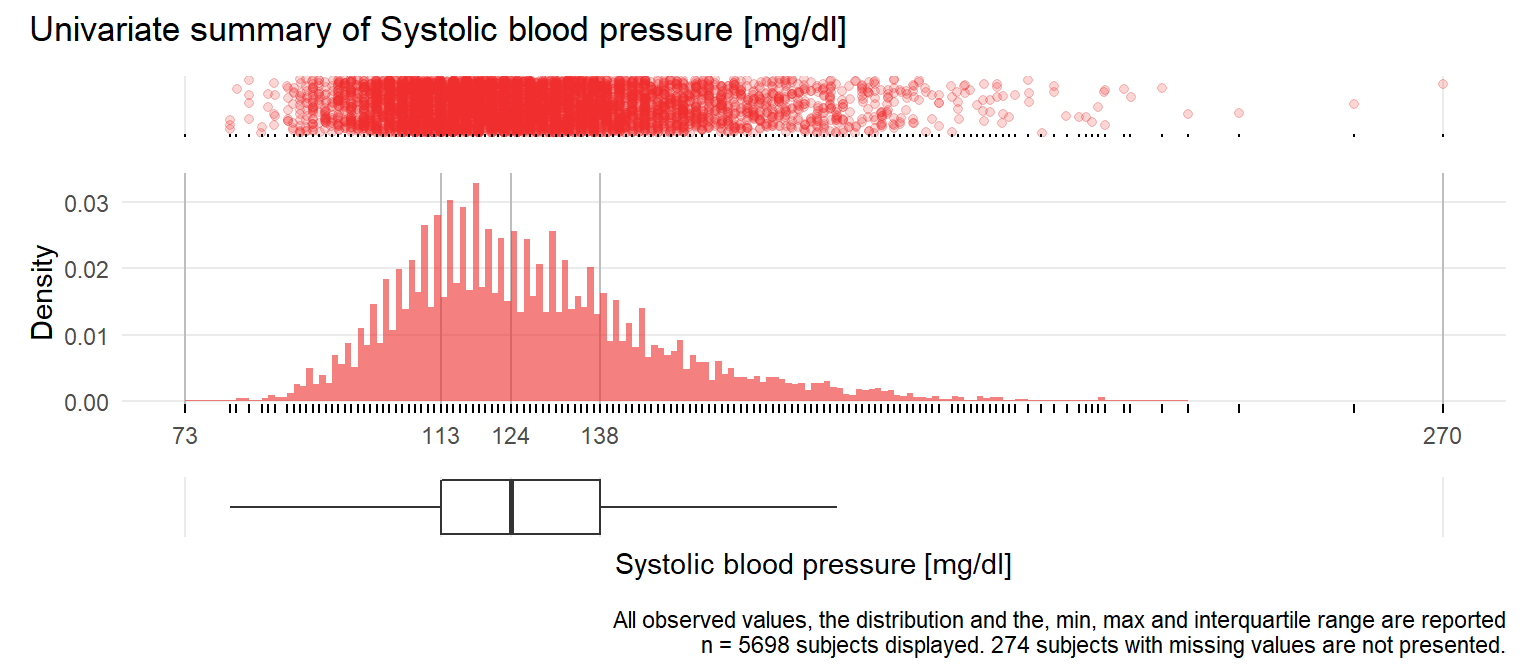 Univariate summary of Systolic blood pressure [mg/dl]
Density
0.03
0.02
0.01
0.00
73 113 124 138 270
Systolic blood pressure [mg/dl]
All observed values, the distribution and the, min, max and interquartile range are reported
n = 5698 subjects displayed. 274 subjects with missing values are not presented.